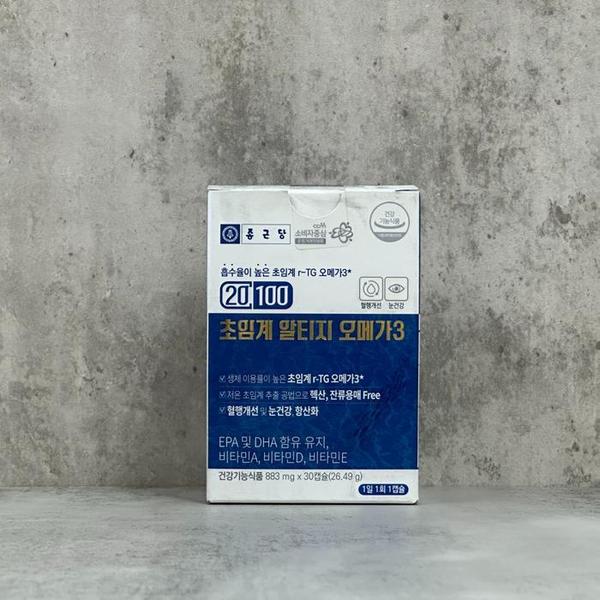 종근당
CCM
소비자중심
건강
기능식품
흡수율이 높은 초임계 r-TG 오메가3*
20,100
혈행개선
눈건강
초임계 알티지 오메가3
생체 이용률이 높은 초임계 r-TG 오메가3*
저온 초임계 추출 공법으로 헥산, 잔류용매 Free
혈행개선 및 눈건강, 항산화
EPA 및 DHA 함유 유지,
비타민A, 비타민D, 비타민E
건강기능식품 883 mg x 30캡슐(26.49 g)
1일 1회 1캡슐